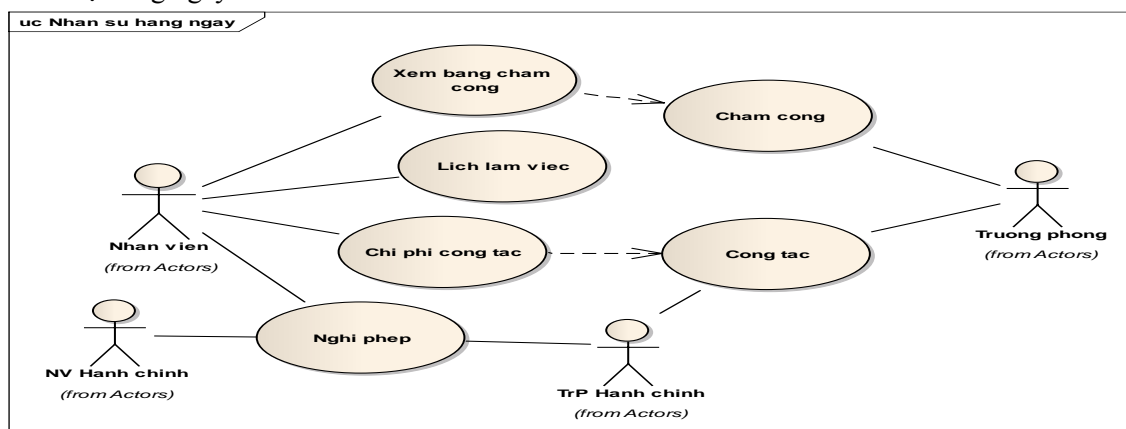 uc Nhan su hang ngay
Xem bang cham
cong
Cham cong
Lich lam viec
Nhan vien
(from Actors)
Truong phong
(from Actors)
Chi phi cong tac
Cong tac
Nghi phep
NV Hanh chinh
(from Actors)
TrP Hanh chinh
(from Actors)